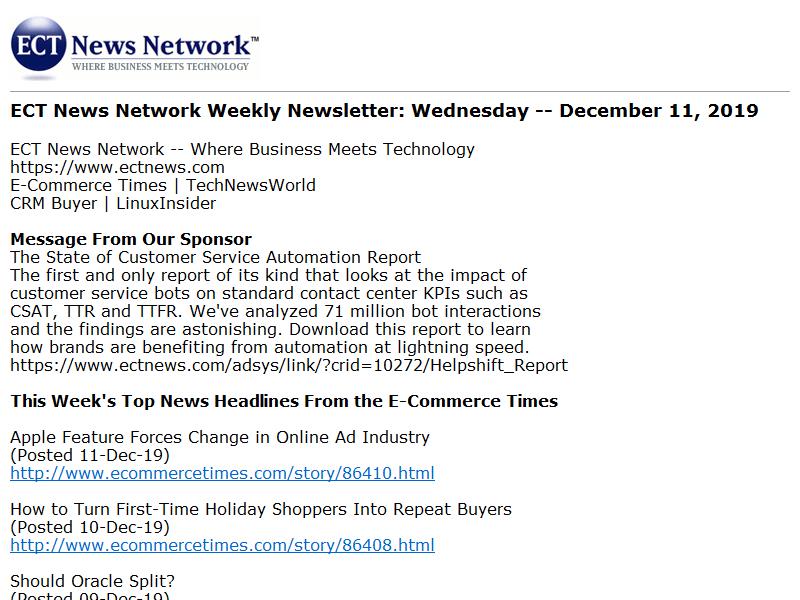 ECT News Network™
WHERE BUSINESS MEETS TECHNOLOGY
ECT News Network Weekly Newsletter: Wednesday -- December 11, 2019
ECT News Network -- Where Business Meets Technology
https://www.ectnews.com
E-Commerce Times | TechNewsWorld
CRM Buyer | LinuxInsider
Message From Our Sponsor
The State of Customer Service Automation Report
The first and only report of its kind that looks at the impact of
customer service bots on standard contact center KPIs such as
CSAT, TTR and TTFR. We've analyzed 71 million bot interactions
and the findings are astonishing. Download this report to learn
how brands are benefiting from automation at lightning speed.
https://www.ectnews.com/adsys/link/?crid=10272/Helpshift_Report
This Week's Top News Headlines From the E-Commerce Times
Apple Feature Forces Change in Online Ad Industry
(Posted 11-Dec-19)
http://www.ecommercetimes.com/story/86410.html
How to Turn First-Time Holiday Shoppers Into Repeat Buyers
(Posted 10-Dec-19)
http://www.ecommercetimes.com/story/86408.html
Should Oracle Split?
(Posted 09-Dec-19)